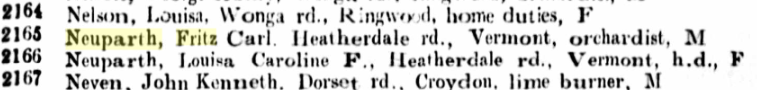 2164 Nelson, Louisa, Wonga rd., Ringwood, home duties, F
2165 Neuparth, Fritz Carl. Heatherdale rd., Vermont, orchardist, M
2166 Neuparth, Louisa Caroline F., Heatherdale rd., Vermont, h.d., F
2167 Neven, John Kenneth, Dorset rd., Croydon, lime burner, M